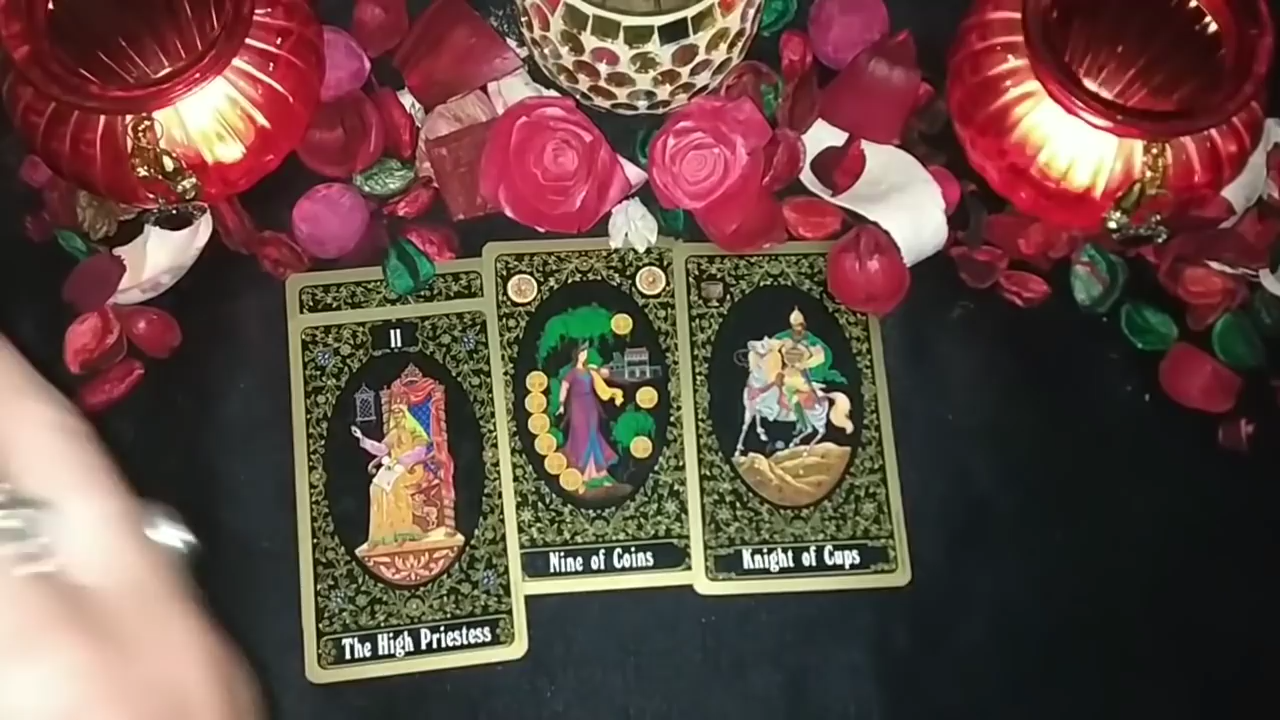 II
The High Priestess
Nine of Coins
Knight of Cups